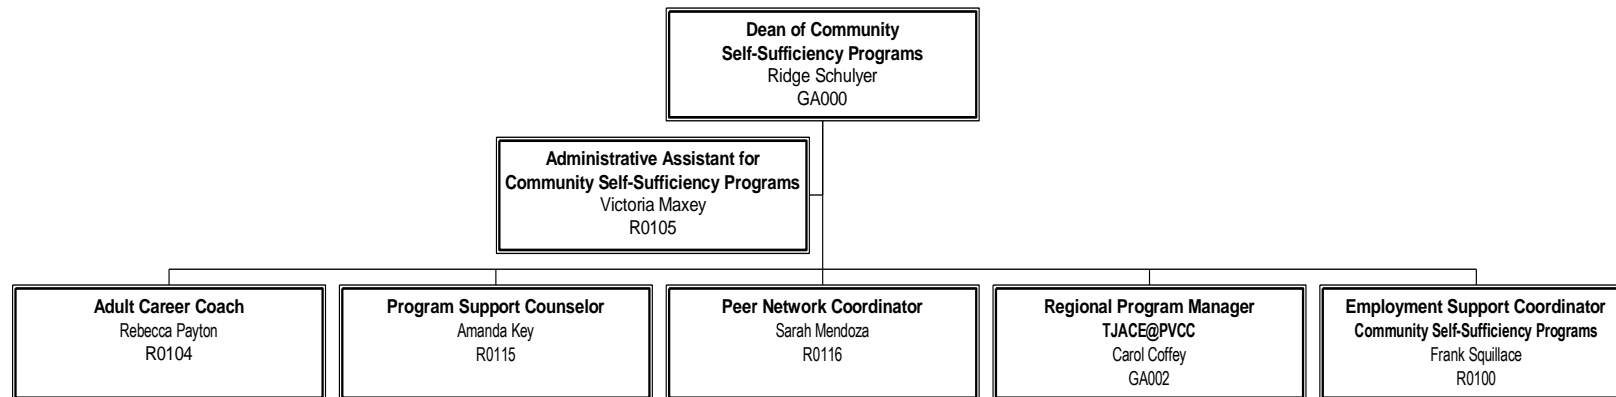 Dean of Community
Self-Sufficiency Programs
Ridge Schulyer
GA000
Administrative Assistant for
Community Self-Sufficiency Programs
Victoria Maxey
R0105
Adult Career Coach
Rebecca Payton
R0104
Program Support Counselor
Amanda Key
R0115
Peer Network Coordinator
Sarah Mendoza
R0116
Regional Program Manager
TJACE@PVCC
Carol Coffey
GA002
Employment Support Coordinator
Community Self-Sufficiency Programs
Frank Squillace
R0100